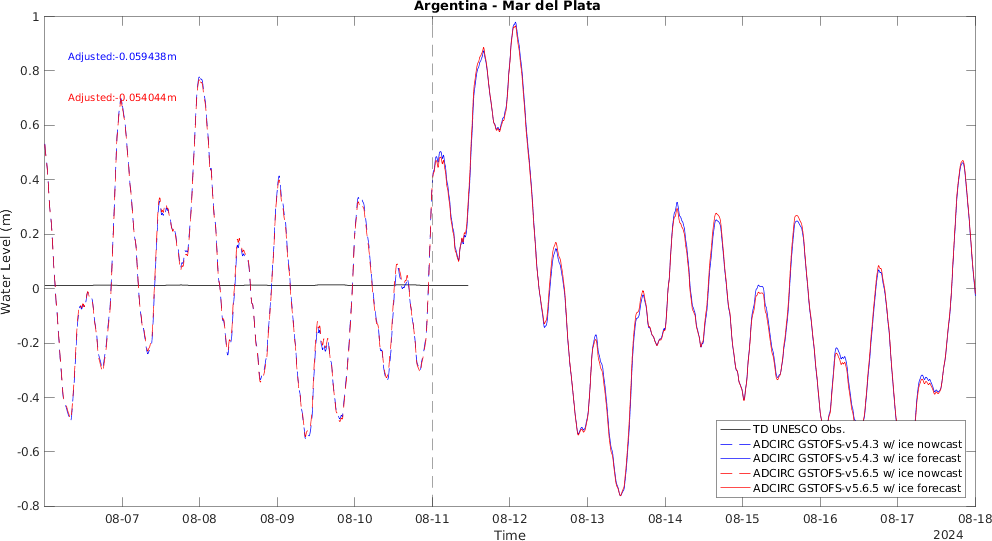 Argentina - Mar del Plata
Adjusted:-0.059438m
Adjusted:-0.054044m
Water Level (m)
1
0.8
0.6
0.4
0.2
0
-0.2
-0.4
-0.6
-0.8
TD UNESCO Obs.
ADCIRC GSTOFS-v5.4.3 w/ ice nowcast
ADCIRC GSTOFS-v5.4.3 w/ ice forecast
ADCIRC GSTOFS-v5.6.5 w/ ice nowcast
ADCIRC GSTOFS-v5.6.5 w/ ice forecast
08-07 08-08 08-09 08-10 08-11 08-12 08-13 08-14 08-15 08-16 08-17 08-18
Time
2024